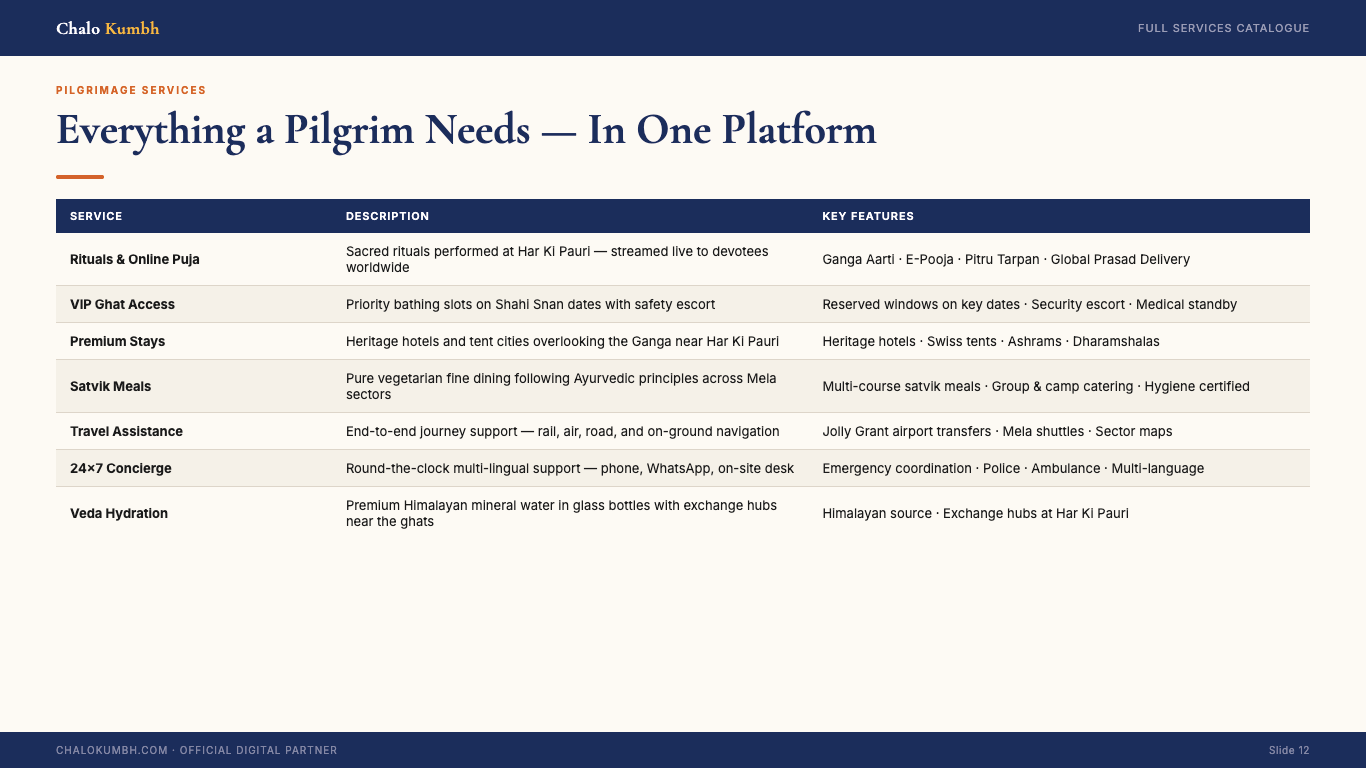 Chalo Kumbh
FULL SERVICES CATALOGUE
PILGRIMAGE SERVICES
Everything a Pilgrim Needs — In One Platform
SERVICE DESCRIPTION KEY FEATURES
Rituals & Online Puja
Sacred rituals performed at Har Ki Pauri — streamed live to devotees
worldwide
Ganga Aarti · E-Pooja · Pitru Tarpan · Global Prasad Delivery
VIP Ghat Access
Priority bathing slots on Shahi Snan dates with safety escort
Reserved windows on key dates · Security escort · Medical standby
Premium Stays
Heritage hotels and tent cities overlooking the Ganga near Har Ki Pauri
Heritage hotels · Swiss tents · Ashrams · Dharamshalas
Satvik Meals
Pure vegetarian fine dining following Ayurvedic principles across Mela
sectors
Multi-course satvik meals · Group & camp catering · Hygiene certified
Travel Assistance
End-to-end journey support — rail, air, road, and on-ground navigation
Jolly Grant airport transfers · Mela shuttles · Sector maps
24×7 Concierge
Round-the-clock multi-lingual support — phone, WhatsApp, on-site desk
Emergency coordination · Police · Ambulance · Multi-language
Veda Hydration
Premium Himalayan mineral water in glass bottles with exchange hubs
near the ghats
Himalayan source · Exchange hubs at Har Ki Pauri
CHALOKUMBH.COM · OFFICIAL DIGITAL PARTNER
Slide 12